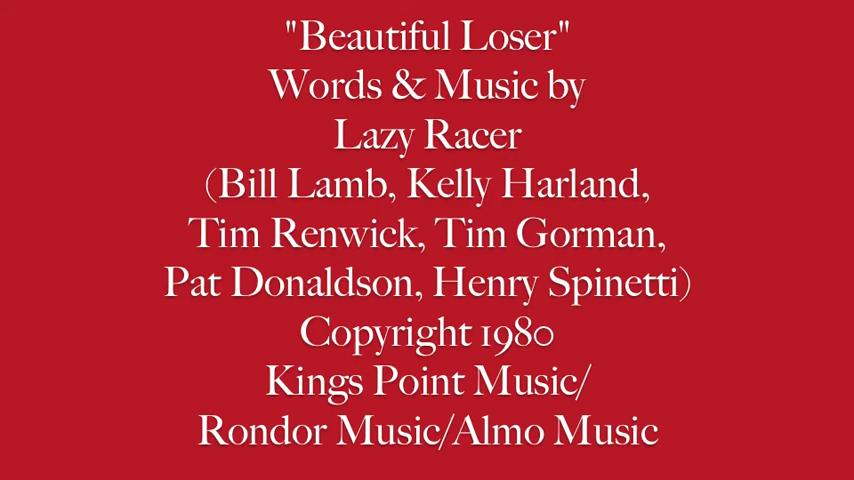 "Beautiful Loser"
Words & Music by
Lazy Racer
(Bill Lamb, Kelly Harland,
Tim Renwick, Tim Gorman,
Pat Donaldson, Henry Spinetti)
Copyright 1980
Kings Point Music/
Rondor Music/Almo Music